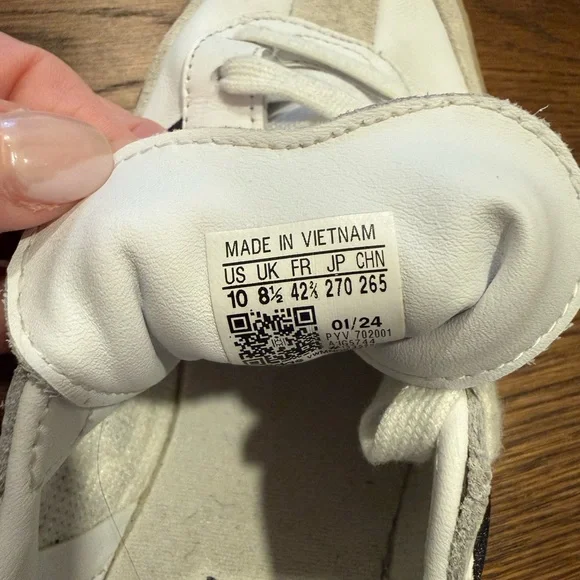 MADE IN VIETNAM
US UK FR JP CHN
10 8½ 42⅔ 270 265
01/24
PYV 702001